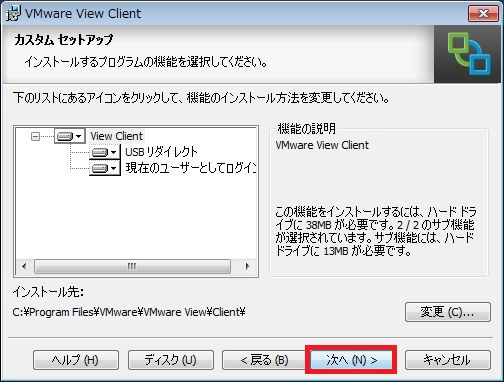 VMware View Client
カスタム セットアップ
インストールするプログラムの機能を選択してください。
下のリストにあるアイコンをクリックして、機能のインストール方法を変更してください。
View Client
USB リダイレクト
現在のユーザーとしてログイン
機能の説明
VMware View Client
この機能をインストールするには、ハード ドラ
イブに 38MB が必要です。2 / 2 のサブ機能
が選択されています。サブ機能には、ハード
ドライブに 13MB が必要です。
インストール先:
C:¥Program Files¥VMware¥VMware View¥Client¥
変更 (C)...
ヘルプ (H)
ディスク (U)
< 戻る (B)
次へ (N) >
キャンセル